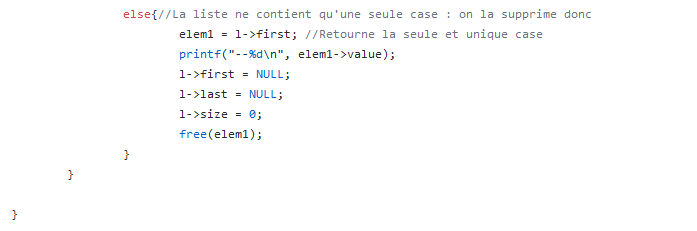 else{//La liste ne contient qu'une seule case : on la supprime donc
elem1 = l->first; //Retourne la seule et unique case
printf("--%d\n", elem1->value);
l->first = NULL;
l->last = NULL;
l->size = 0;
free(elem1);
}
}
}